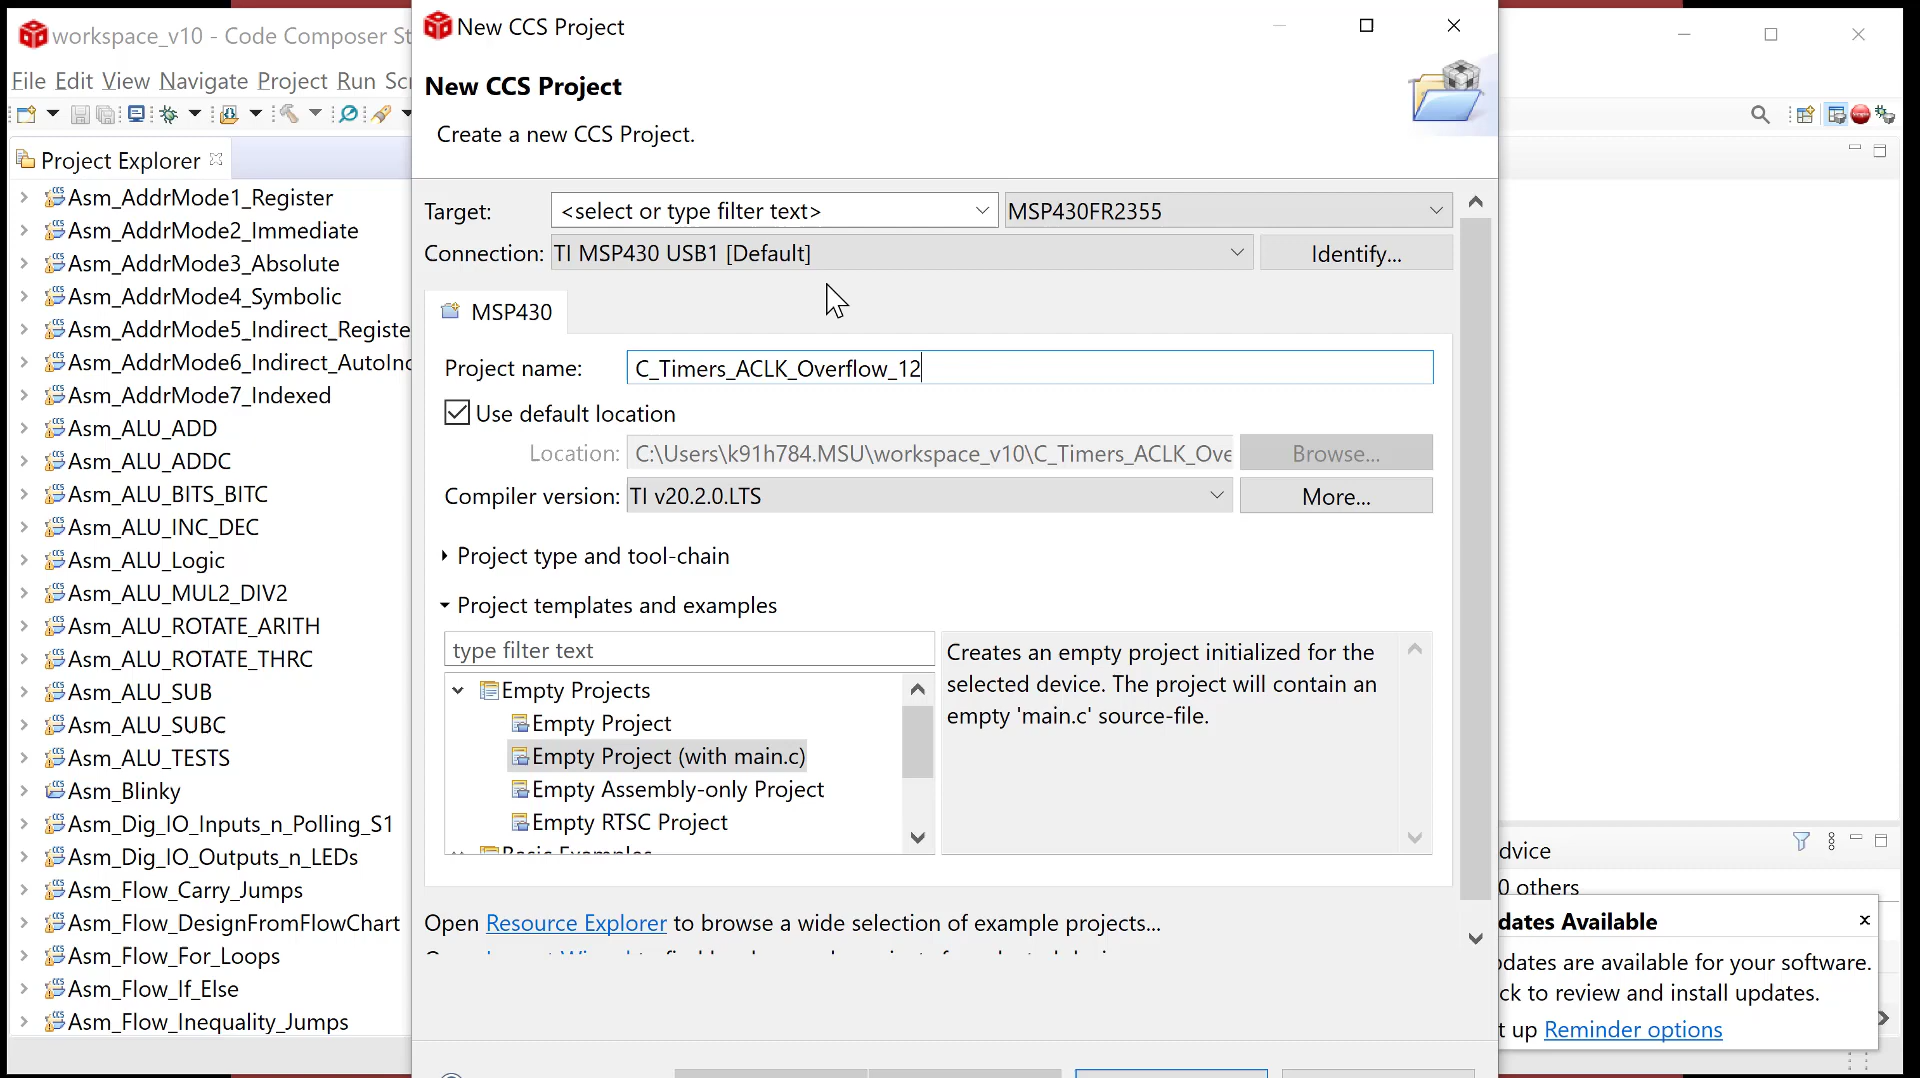 workspace_v10 - Code Composer St
File Edit View Navigate Project Run Scr
Project Explorer
Asm_AddrMode1_Register
Asm_AddrMode2_Immediate
Asm_AddrMode3_Absolute
Asm_AddrMode4_Symbolic
Asm_AddrMode5_Indirect_Registe
Asm_AddrMode6_Indirect_AutoInc
Asm_AddrMode7_Indexed
Asm_ALU_ADD
Asm_ALU_ADDC
Asm_ALU_BITS_BITC
Asm_ALU_INC_DEC
Asm_ALU_Logic
Asm_ALU_MUL2_DIV2
Asm_ALU_ROTATE_ARITH
Asm_ALU_ROTATE_THRC
Asm_ALU_SUB
Asm_ALU_SUBC
Asm_ALU_TESTS
Asm_Blinky
Asm_Dig_IO_Inputs_n_Polling_S1
Asm_Dig_IO_Outputs_n_LEDs
Asm_Flow_Carry_Jumps
Asm_Flow_DesignFromFlowChart
Asm_Flow_For_Loops
Asm_Flow_If_Else
Asm_Flow_Inequality_Jumps
New CCS Project
New CCS Project
Create a new CCS Project.
Target: <select or type filter text> MSP430FR2355
Connection: TI MSP430 USB1 [Default] Identify...
MSP430
Project name: C_Timers_ACLK_Overflow_12
Use default location
Location: C:\Users\k91h784.MSU\workspace_v10\C_Timers_ACLK_Ove Browse...
Compiler version: TI v20.2.0.LTS More...
Project type and tool-chain
Project templates and examples
type filter text
Empty Projects
Empty Project
Empty Project (with main.c)
Empty Assembly-only Project
Empty RTSC Project
Basic Examples
Creates an empty project initialized for the
selected device. The project will contain an
empty 'main.c' source-file.
Open Resource Explorer to browse a wide selection of example projects...
dvice
0 others
dates Available
dates are available for your software.
ck to review and install updates.
t up Reminder options